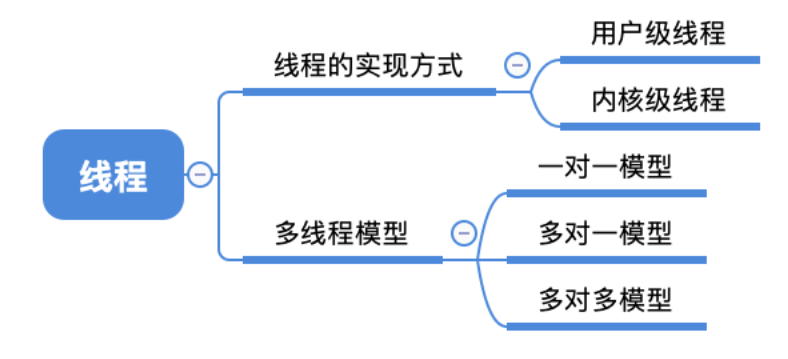 线程
线程的实现方式
用户级线程
内核级线程
多线程模型
一对一模型
多对一模型
多对多模型